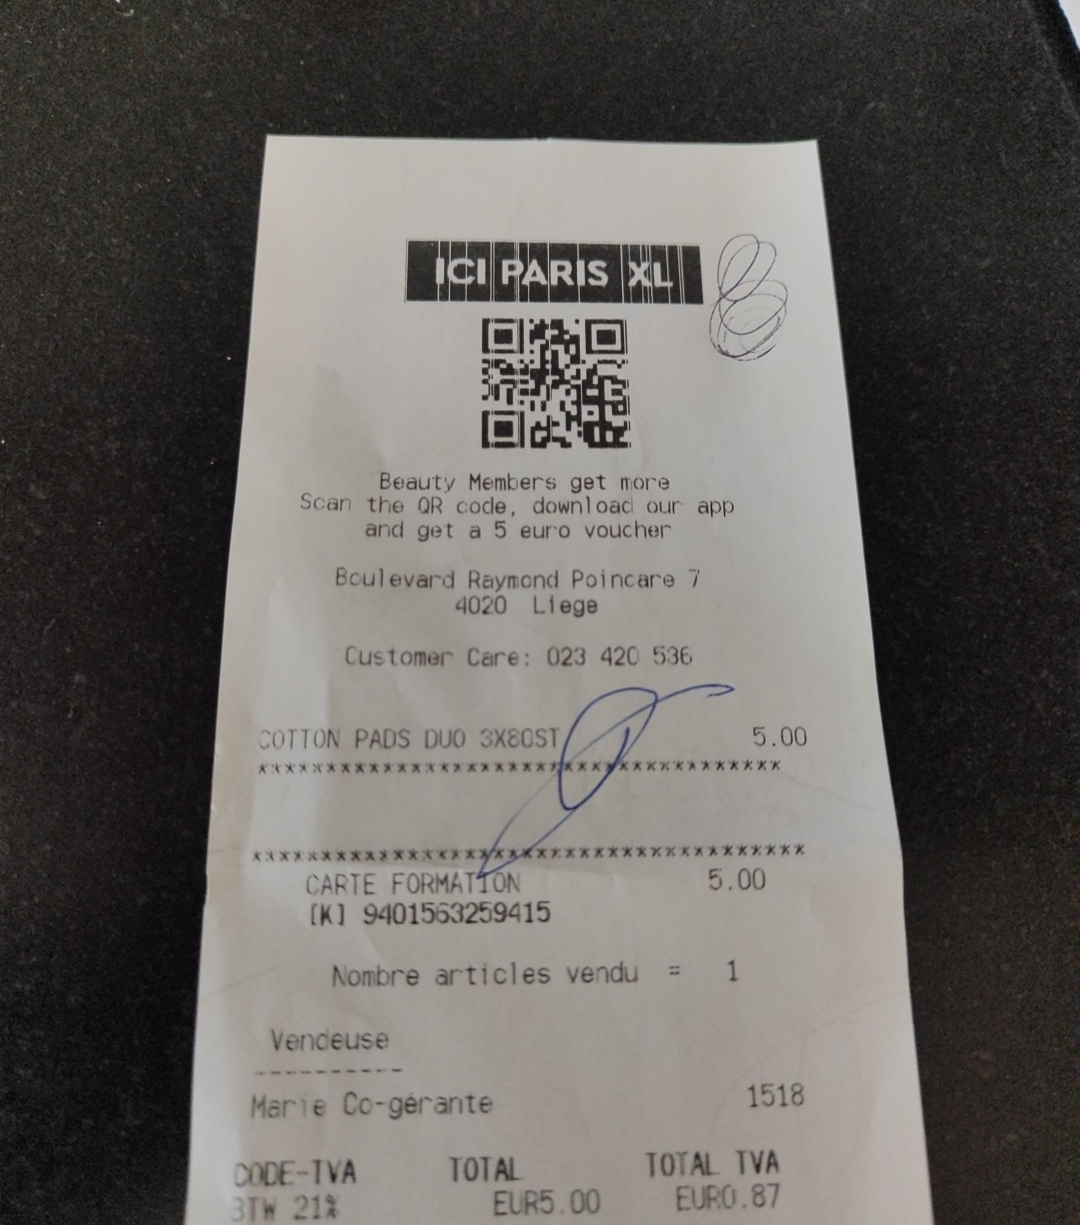 ICI PARIS XL
Beauty Members get more
Scan the QR code, download our app
and get a 5 euro voucher
Boulevard Raymond Poincare 7
4020 Liege
Customer Care: 023 420 536
COTTON PADS DUO 3X80ST 5.00
****************************************
****************************************
CARTE FORMATION 5.00
[K] 9401563259415
Nombre articles vendu = 1
Vendeuse
-----------
Marie Co-gérante 1518
CODE-TVA TOTAL TOTAL TVA
BTW 21% EUR5.00 EUR0.87